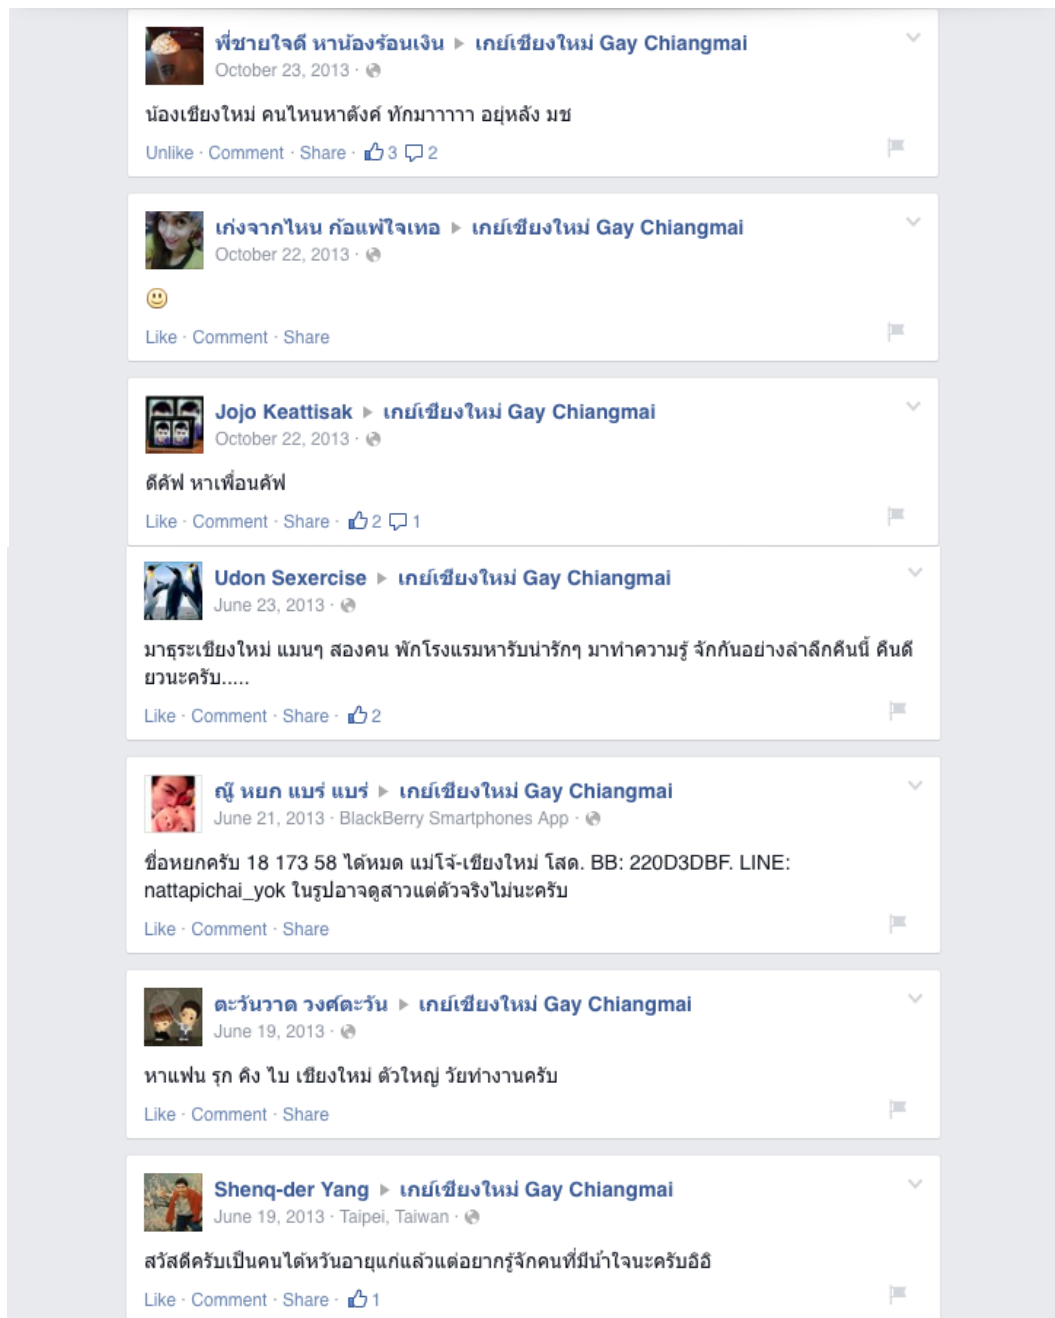 พี่ชายใจดี หาน้องร้อนเงิน ▸ เกย์เชียงใหม่ Gay Chiangmai
October 23, 2013 ·
น้องเชียงใหม่ คนไหนหาตังค์ ทักมาาาาา อยุ่หลัง มช
Unlike · Comment · Share · 3 2
เก่งจากไหน ก้อแพ้ใจเทอ ▸ เกย์เชียงใหม่ Gay Chiangmai
October 22, 2013 ·
Like · Comment · Share
Jojo Keattisak ▸ เกย์เชียงใหม่ Gay Chiangmai
October 22, 2013 ·
ดีคัฟ หาเพื่อนคัฟ
Like · Comment · Share · 2 1
Udon Sexercise ▸ เกย์เชียงใหม่ Gay Chiangmai
June 23, 2013 ·
มาธุระเชียงใหม่ แมนๆ สองคน พักโรงแรมหารับน่ารักๆ มาทำความรู้ จักกันอย่างล่ำลึกคืนนี้ คืนดี
ยวนะครับ.....
Like · Comment · Share · 2
ณู๊ หยก แบร่ แบร่ ▸ เกย์เชียงใหม่ Gay Chiangmai
June 21, 2013 · BlackBerry Smartphones App ·
ชื่อหยกครับ 18 173 58 ได้หมด แม่โจ้-เชียงใหม่ โสด. BB: 220D3DBF. LINE:
nattapichai_yok ในรูปอาจดูสาวแต่ตัวจริงไม่นะครับ
Like · Comment · Share
ตะวันวาด วงศ์ตะวัน ▸ เกย์เชียงใหม่ Gay Chiangmai
June 19, 2013 ·
หาแฟน รุก คิง ไบ เชียงใหม่ ตัวใหญ่ วัยทำงานครับ
Like · Comment · Share
Shenq-der Yang ▸ เกย์เชียงใหม่ Gay Chiangmai
June 19, 2013 · Taipei, Taiwan ·
สวัสดีครับเป็นคนไต้หวันอายุแก่แล้วแต่อยากรู้จักคนที่มีน้ำใจนะครับอิอิ
Like · Comment · Share · 1